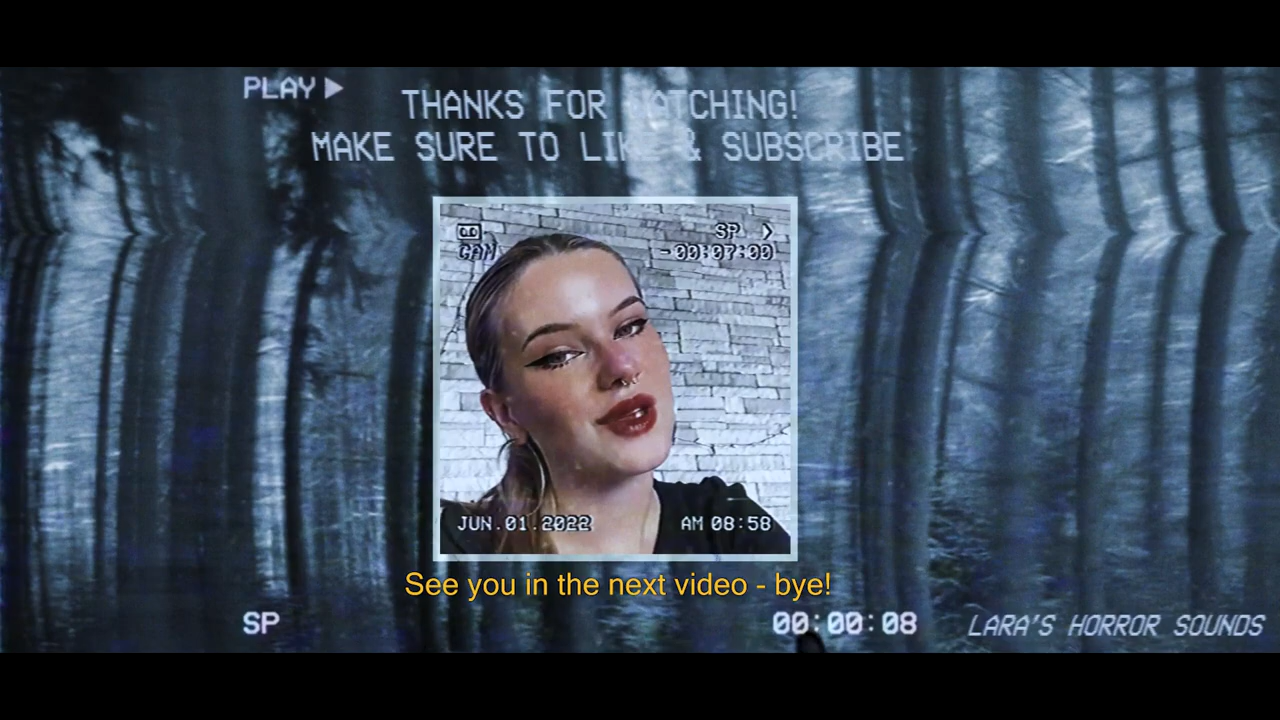 PLAY
THANKS FOR WATCHING!
MAKE SURE TO LIKE & SUBSCRIBE
SP
CAM
-00:07:00
JUN.01.2022
AM 08:58
See you in the next video - bye!
SP
00:00:08
LARA'S HORROR SOUNDS